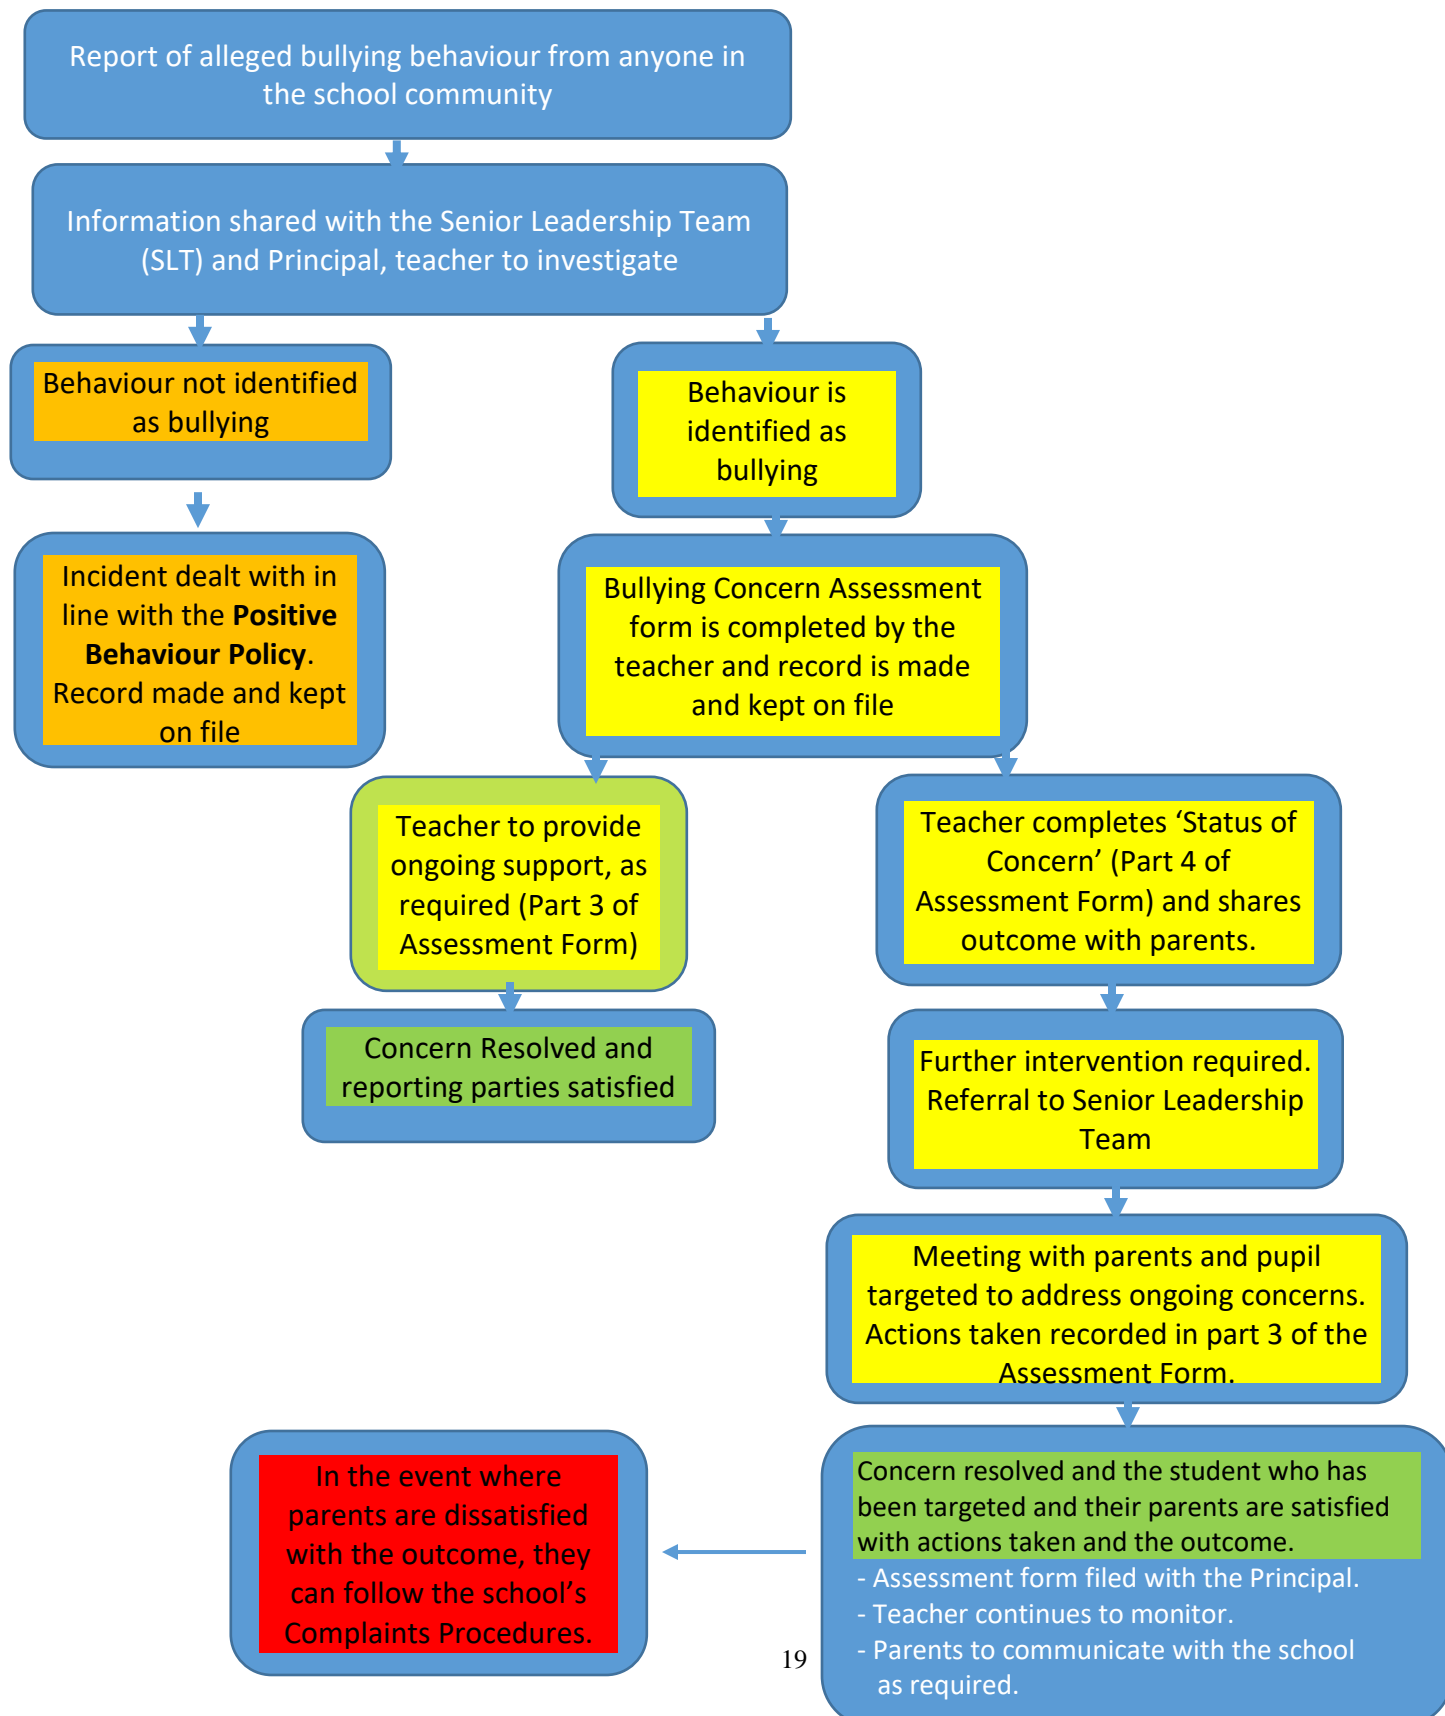 Report of alleged bullying behaviour from anyone in
the school community
Information shared with the Senior Leadership Team
(SLT) and Principal, teacher to investigate
Behaviour not identified
as bullying
Behaviour is
identified as
bullying
Incident dealt with in
line with the Positive
Behaviour Policy.
Record made and kept
on file
Bullying Concern Assessment
form is completed by the
teacher and record is made
and kept on file
Teacher to provide
ongoing support, as
required (Part 3 of
Assessment Form)
Teacher completes ‘Status of
Concern’ (Part 4 of
Assessment Form) and shares
outcome with parents.
Concern Resolved and
reporting parties satisfied
Further intervention required.
Referral to Senior Leadership
Team
Meeting with parents and pupil
targeted to address ongoing concerns.
Actions taken recorded in part 3 of the
Assessment Form.
In the event where
parents are dissatisfied
with the outcome, they
can follow the school’s
Complaints Procedures.
Concern resolved and the student who has
been targeted and their parents are satisfied
with actions taken and the outcome.
- Assessment form filed with the Principal.
- Teacher continues to monitor.
- Parents to communicate with the school
as required.
19